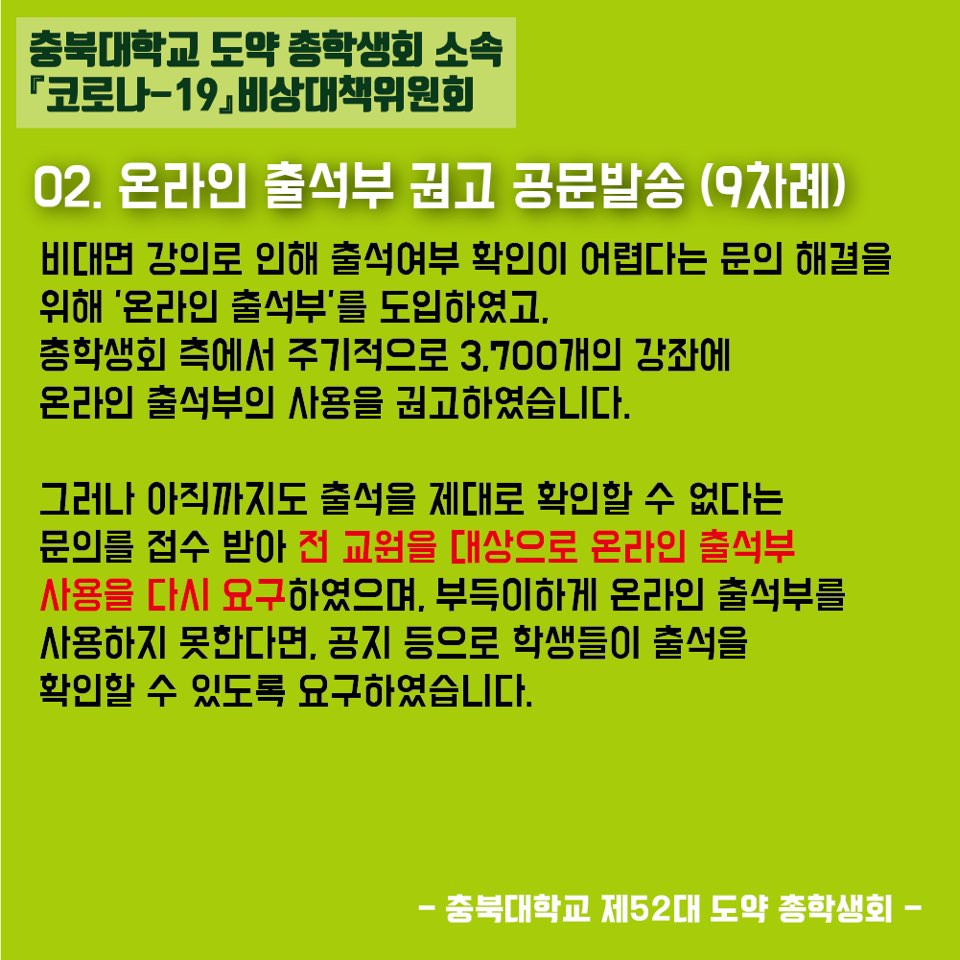 충북대학교 도약 총학생회 소속
『코로나-19』비상대책위원회
02. 온라인 출석부 권고 공문발송 (9차례)
비대면 강의로 인해 출석여부 확인이 어렵다는 문의 해결을
위해 '온라인 출석부'를 도입하였고,
총학생회 측에서 주기적으로 3,700개의 강좌에
온라인 출석부의 사용을 권고하였습니다.
그러나 아직까지도 출석을 제대로 확인할 수 없다는
문의를 접수 받아 전 교원을 대상으로 온라인 출석부
사용을 다시 요구하였으며, 부득이하게 온라인 출석부를
사용하지 못한다면, 공지 등으로 학생들이 출석을
확인할 수 있도록 요구하였습니다.
- 충북대학교 제52대 도약 총학생회 -